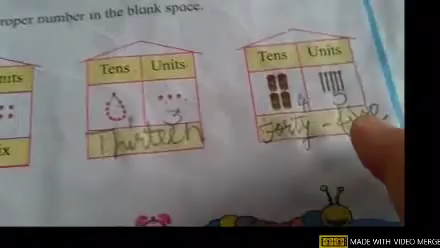 roper number in the blank space.
nits
Tens Units
Tens Units
3
4 5
ix
Thirteen
Forty - five
MADE WITH VIDEO MERGE